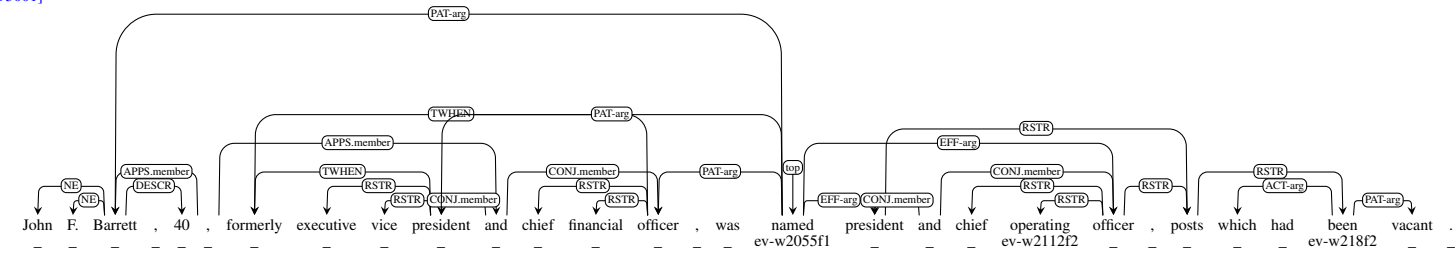 PAT-arg
TWHEN PAT-arg
RSTR
APPS.member EFF-arg
APPS.member TWHEN CONJ.member PAT-arg top CONJ.member RSTR
NE DESCR RSTR RSTR RSTR RSTR ACT-arg
NE RSTR CONJ.member RSTR EFF-arg CONJ.member RSTR PAT-arg
John F. Barrett , 40 , formerly executive vice president and chief financial officer , was named president and chief operating officer , posts which had been vacant .
_ _ _ _ _ _ _ _ _ _ _ _ _ _ _ _ ev-w2055f1 _ _ _ ev-w2112f2 _ _ _ _ _ ev-w218f2 _ _